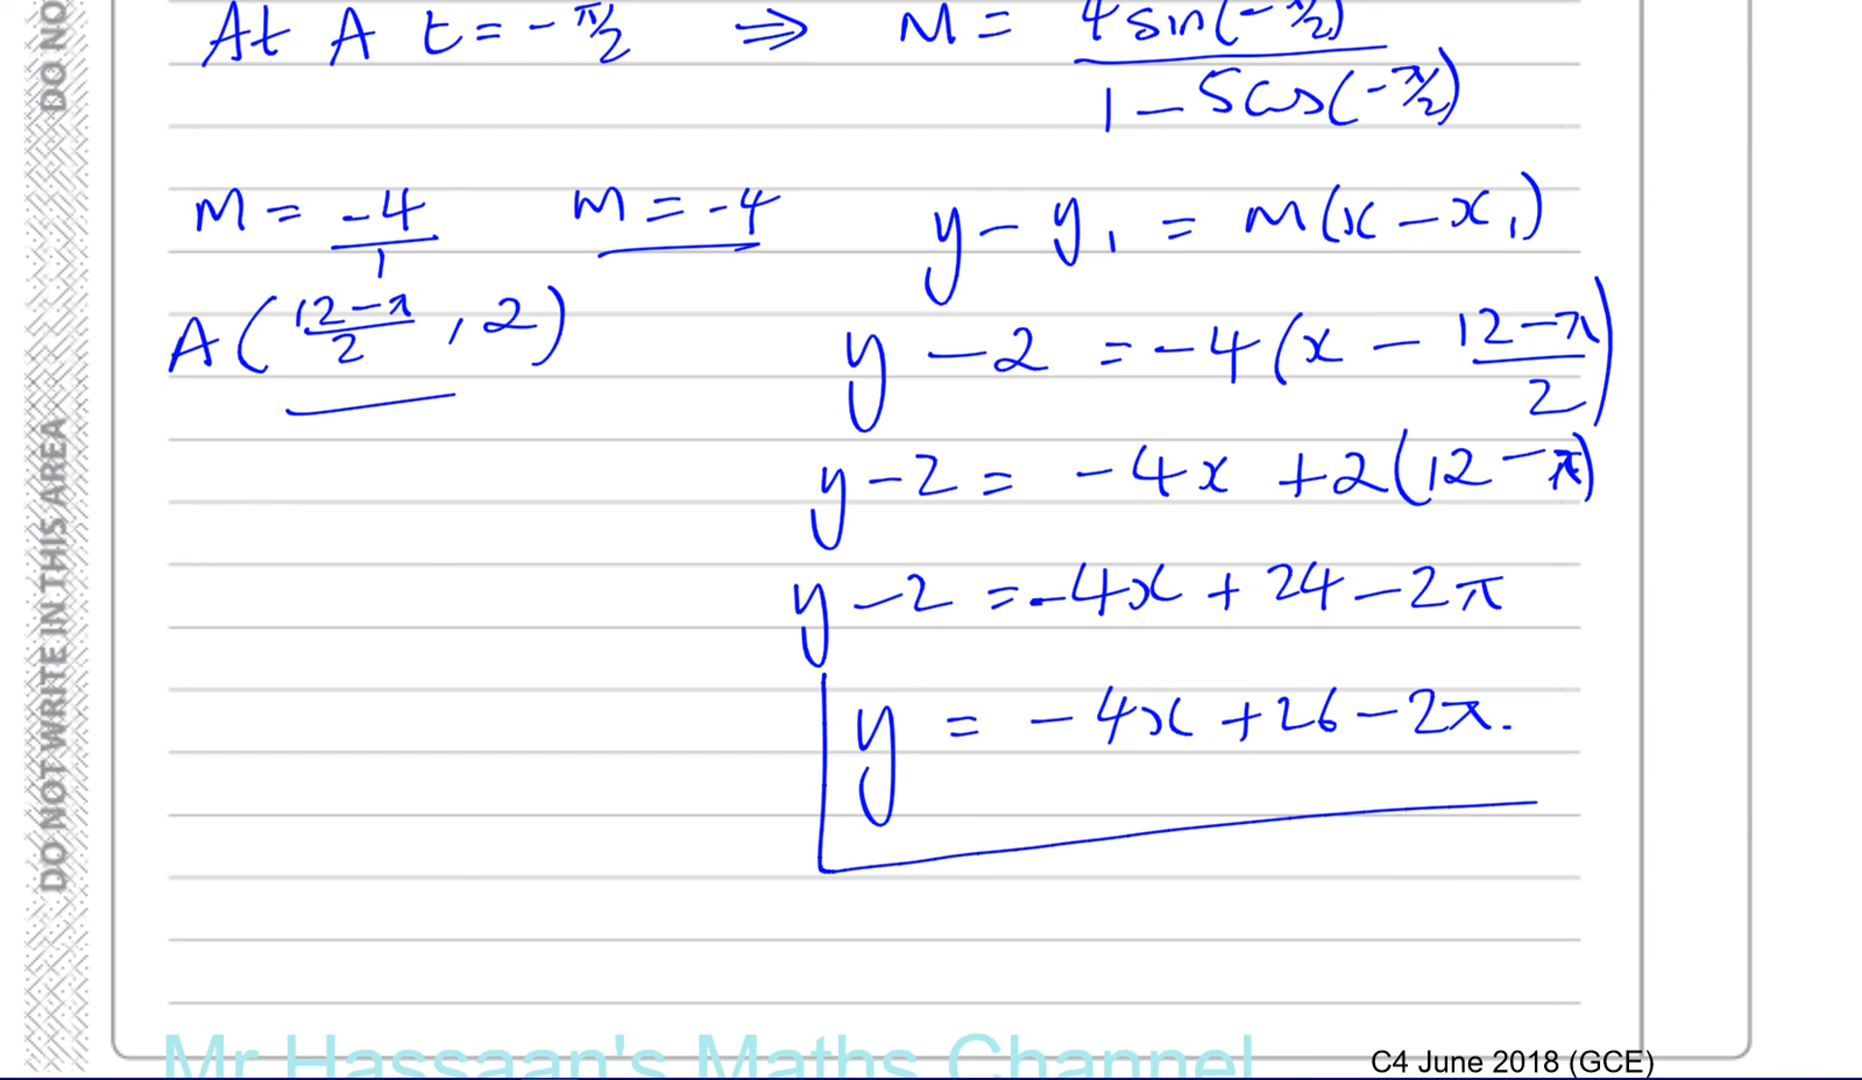 At A t = -π/2 ⇒ M = 4sin(-π/2) / 1-5cos(-π/2)
M = -4/1 m = -4 y - y₁ = m(x - x₁)
A(12-π/2 , 2) y - 2 = -4(x - 12-π/2)
y - 2 = -4x + 2(12 - π)
y - 2 = -4x + 24 - 2π
y = -4x + 26 - 2π.
DO NO
DO NOT WRITE IN THIS AREA
Mr Hassaan's Maths Channel
C4 June 2018 (GCE)